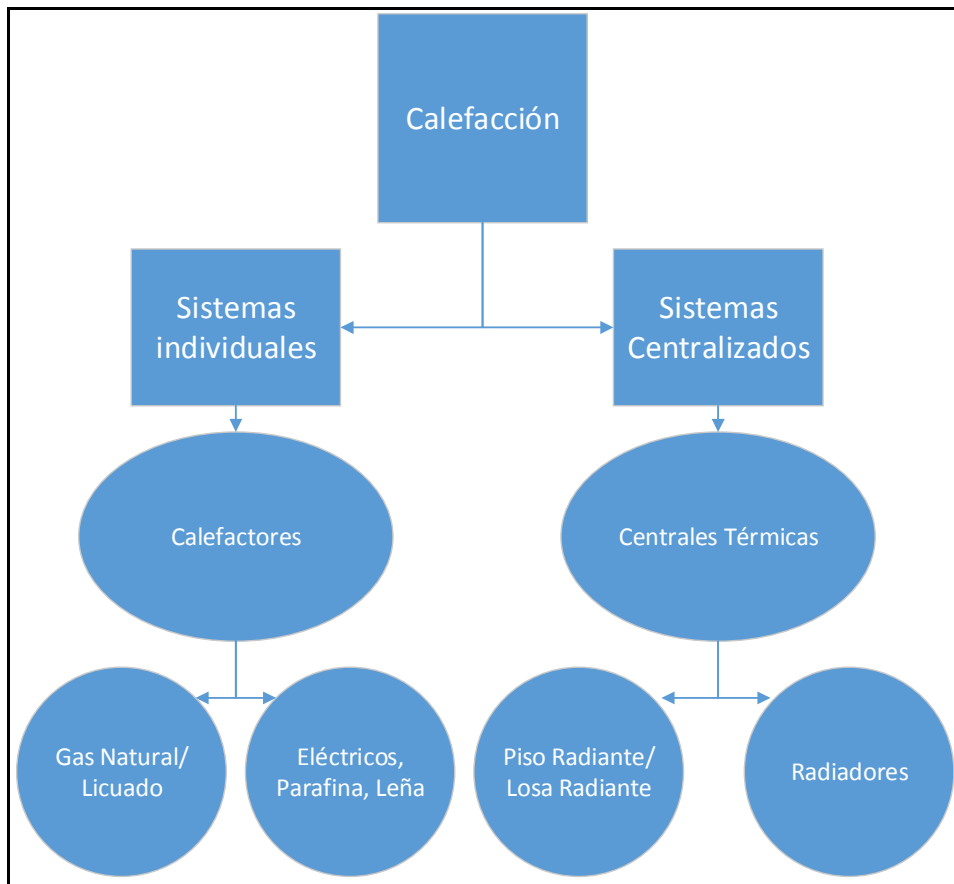 Calefacción
Sistemas
individuales
Sistemas
Centralizados
Calefactores
Centrales Térmicas
Gas Natural/
Licuado
Eléctricos,
Parafina, Leña
Piso Radiante/
Losa Radiante
Radiadores